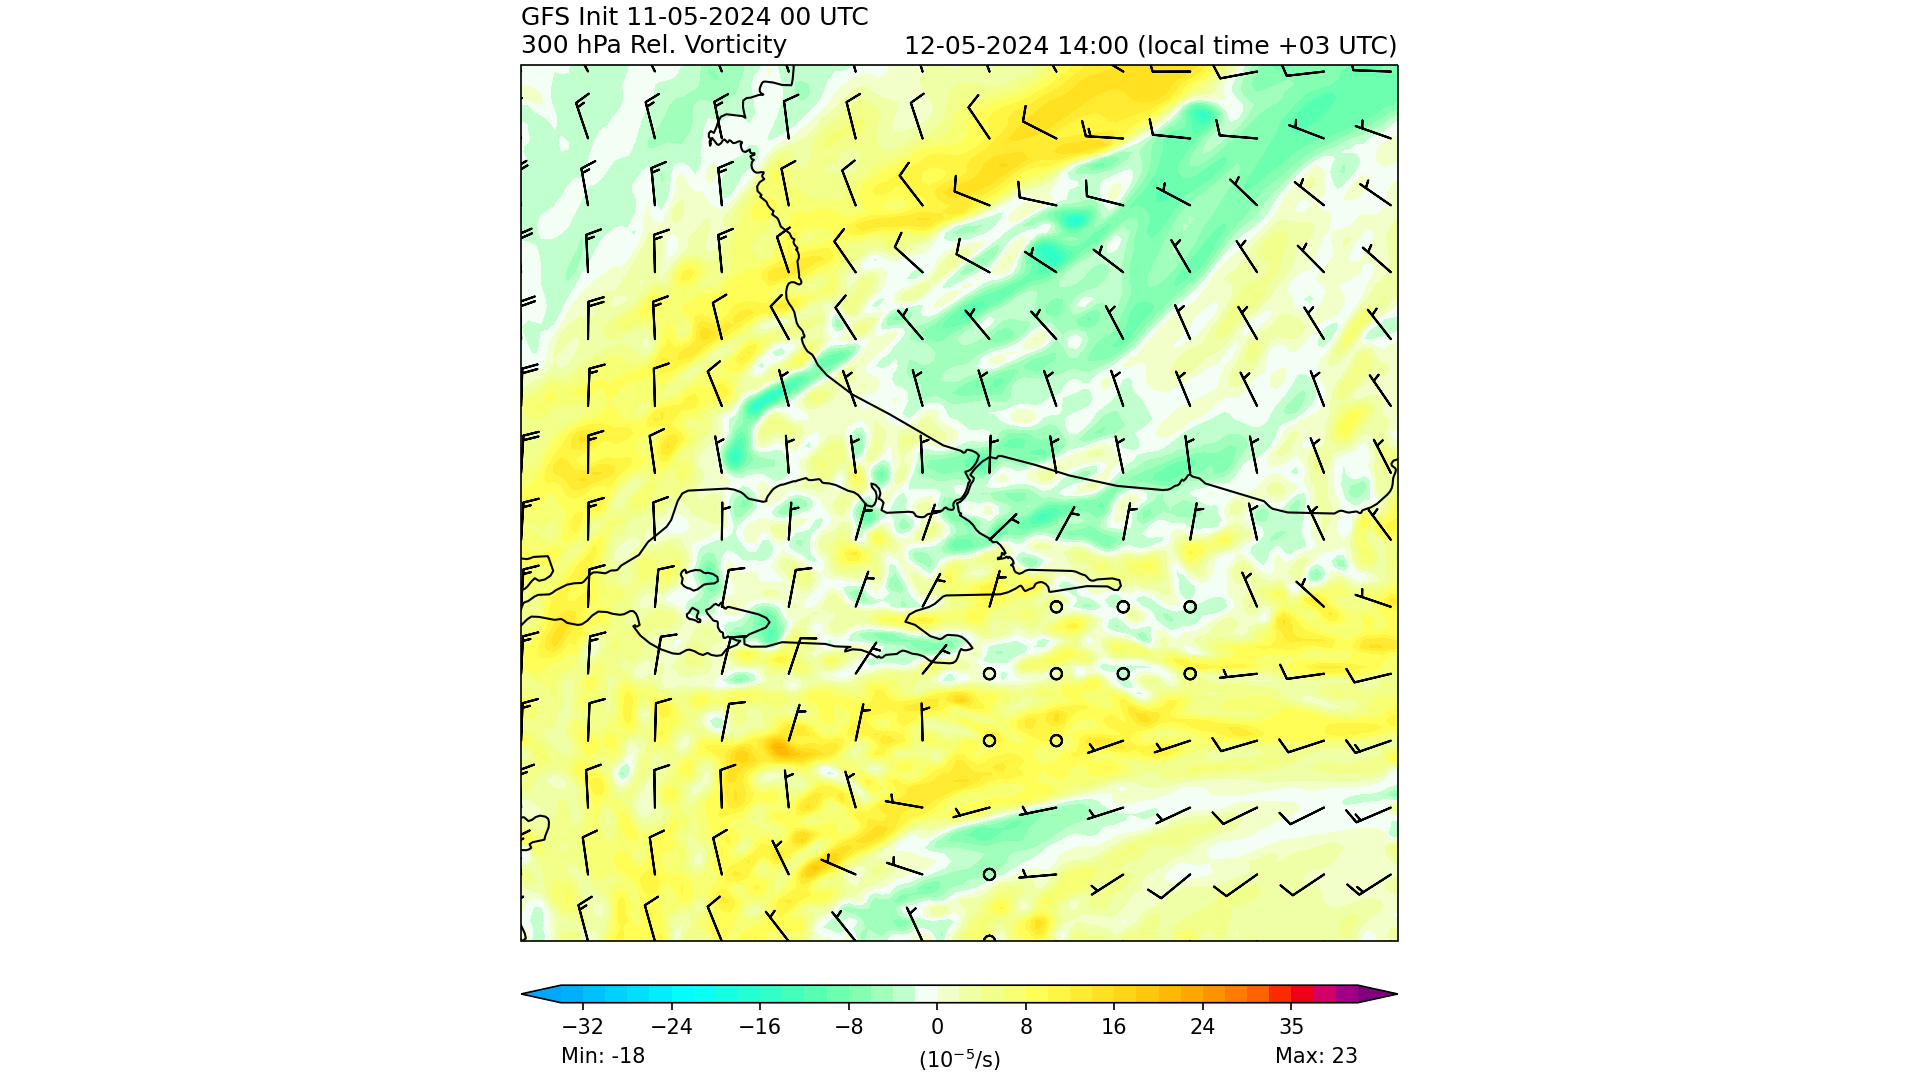 GFS Init 11-05-2024 00 UTC
300 hPa Rel. Vorticity
12-05-2024 14:00 (local time +03 UTC)
−32 −24 −16 −8 0 8 16 24 35
Min: -18 (10⁻⁵/s) Max: 23